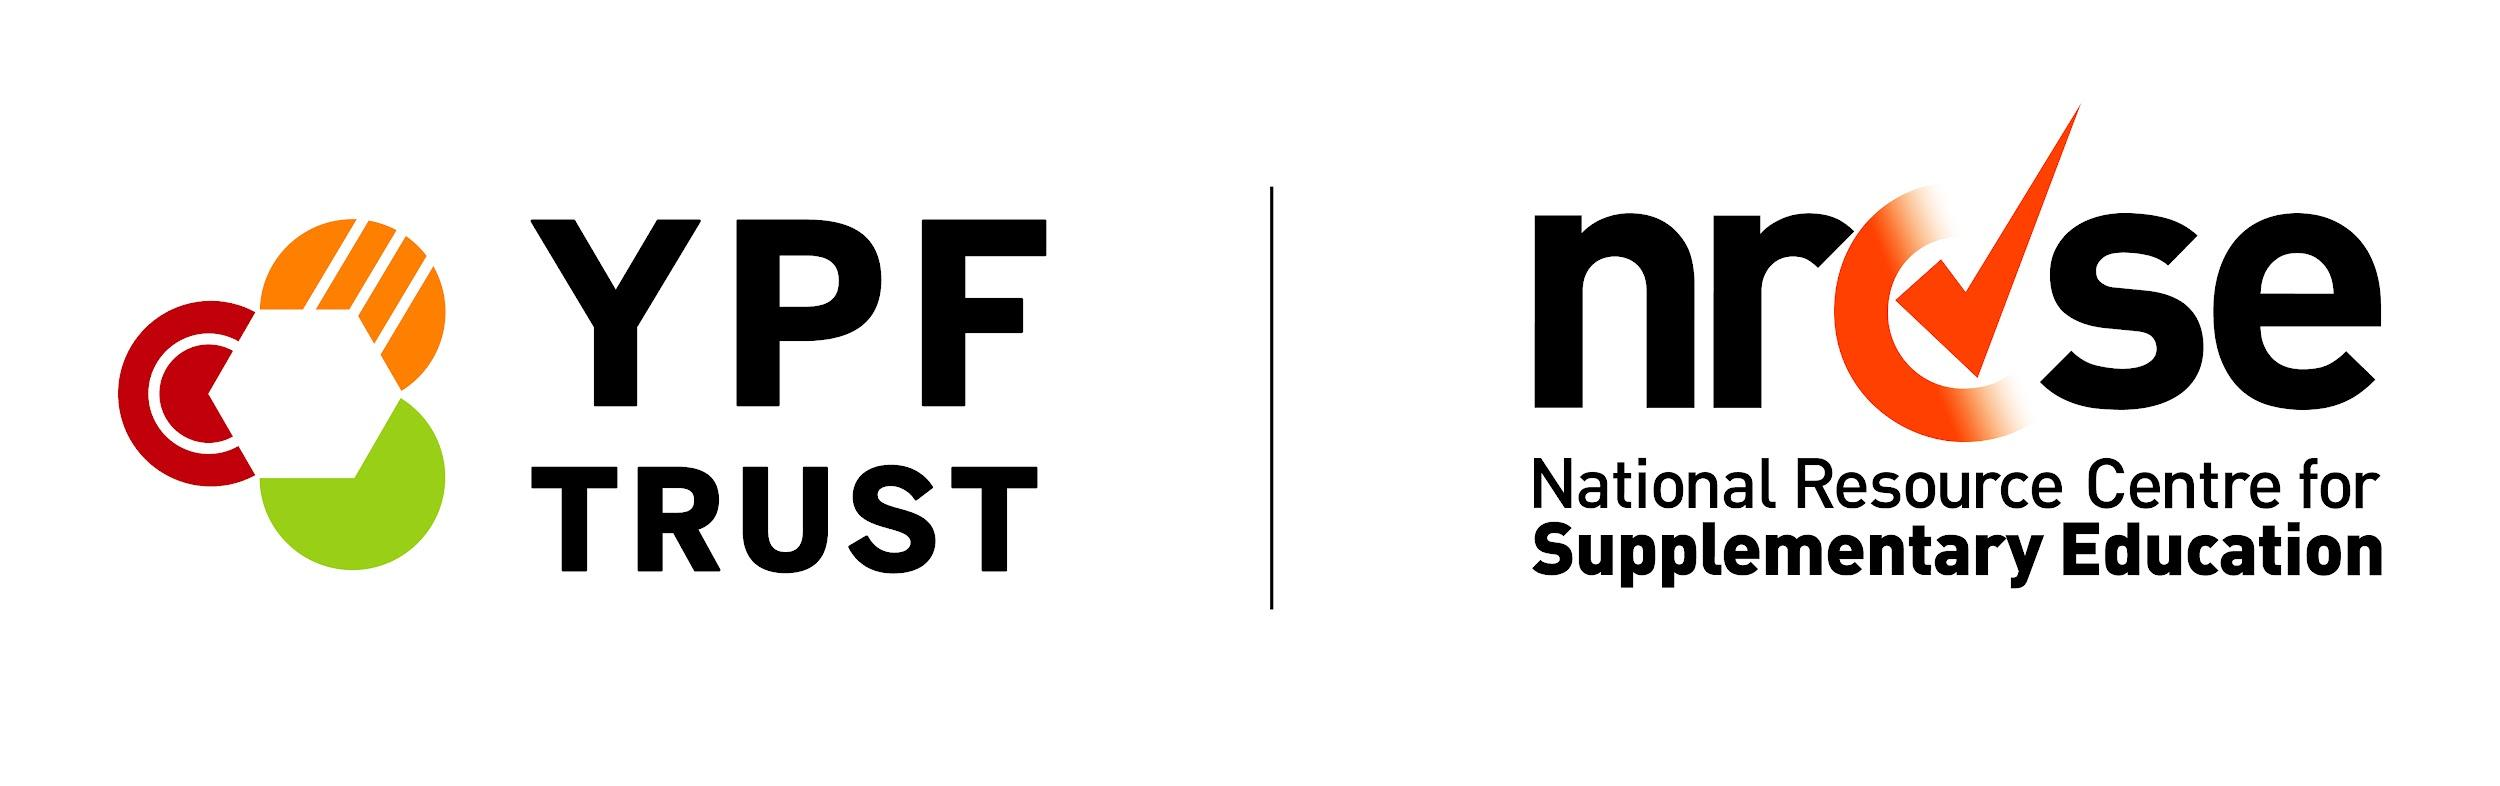 YPF
TRUST
nrcse
National Resource Centre for
Supplementary Education